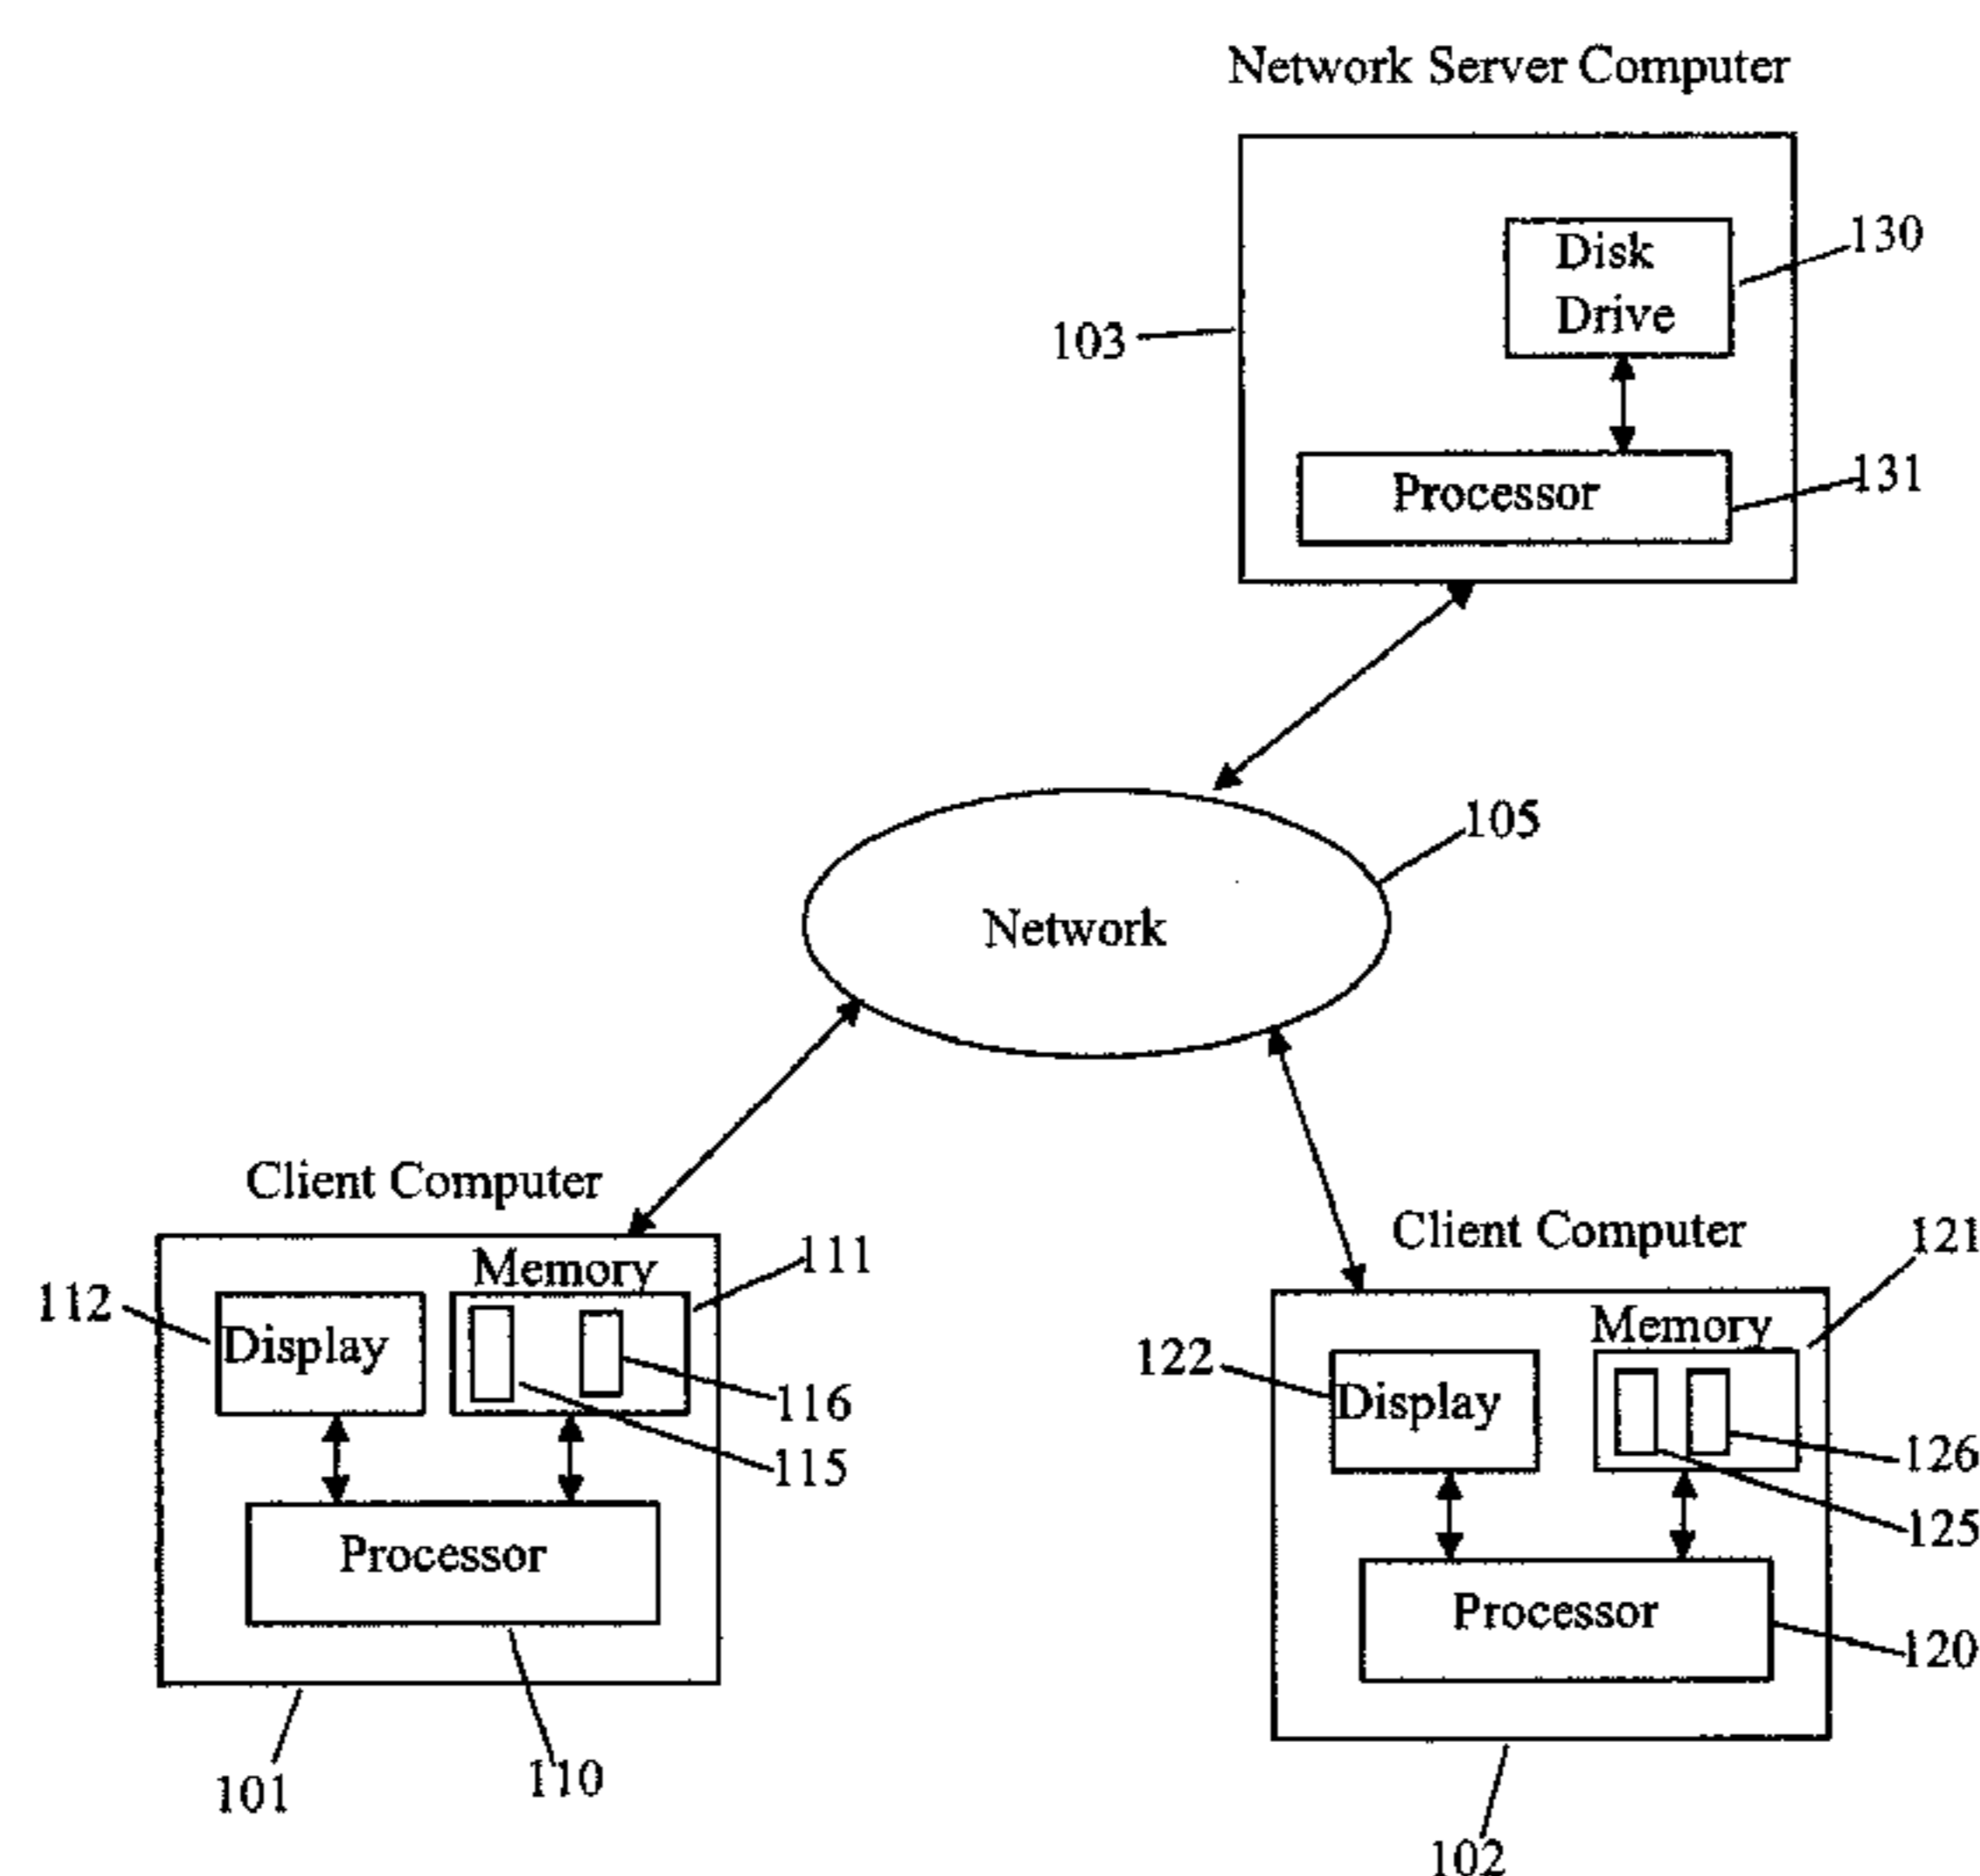 Network Server Computer
Disk
Drive
130
103
Processor
131
105
Network
Client Computer
Memory
111
112
Display
116
115
Processor
101
110
Client Computer
121
Memory
122
Display
126
125
Processor
120
102